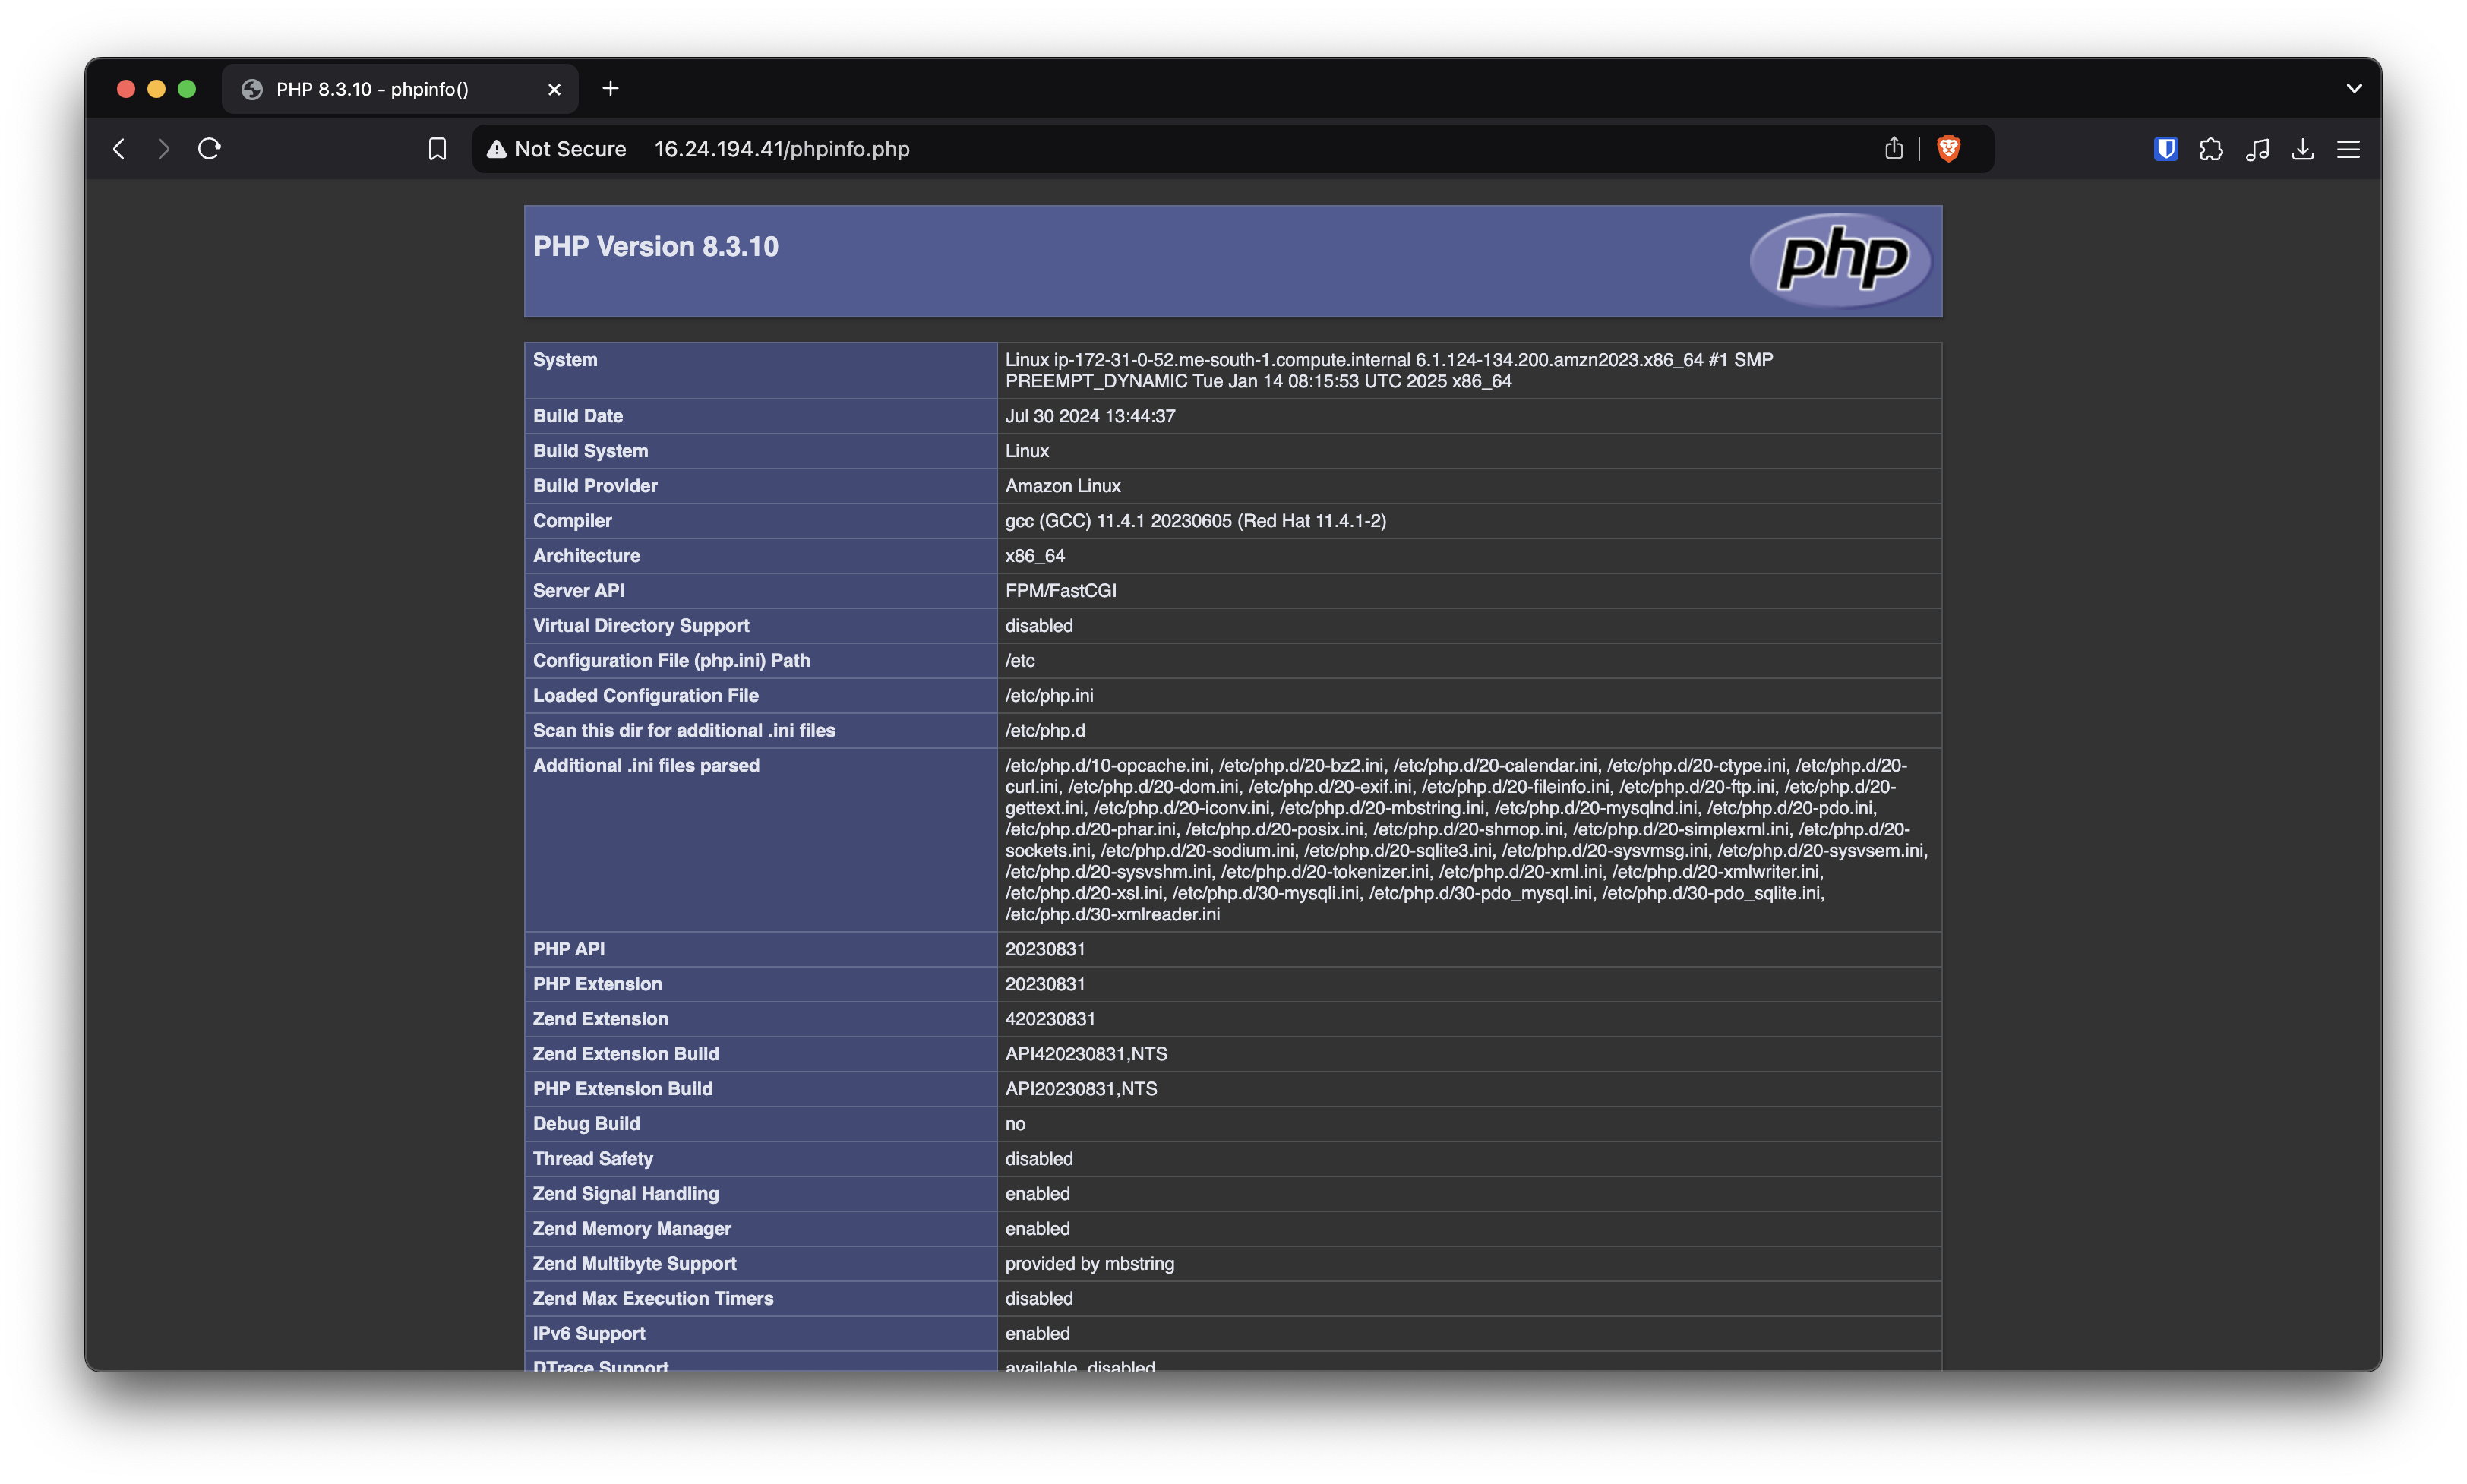 PHP 8.3.10 - phpinfo()
Not Secure 16.24.194.41/phpinfo.php
PHP Version 8.3.10
php
System Linux ip-172-31-0-52.me-south-1.compute.internal 6.1.124-134.200.amzn2023.x86_64 #1 SMP
PREEMPT_DYNAMIC Tue Jan 14 08:15:53 UTC 2025 x86_64
Build Date Jul 30 2024 13:44:37
Build System Linux
Build Provider Amazon Linux
Compiler gcc (GCC) 11.4.1 20230605 (Red Hat 11.4.1-2)
Architecture x86_64
Server API FPM/FastCGI
Virtual Directory Support disabled
Configuration File (php.ini) Path /etc
Loaded Configuration File /etc/php.ini
Scan this dir for additional .ini files /etc/php.d
Additional .ini files parsed /etc/php.d/10-opcache.ini, /etc/php.d/20-bz2.ini, /etc/php.d/20-calendar.ini, /etc/php.d/20-ctype.ini, /etc/php.d/20-
curl.ini, /etc/php.d/20-dom.ini, /etc/php.d/20-exif.ini, /etc/php.d/20-fileinfo.ini, /etc/php.d/20-ftp.ini, /etc/php.d/20-
gettext.ini, /etc/php.d/20-iconv.ini, /etc/php.d/20-mbstring.ini, /etc/php.d/20-mysqlnd.ini, /etc/php.d/20-pdo.ini,
/etc/php.d/20-phar.ini, /etc/php.d/20-posix.ini, /etc/php.d/20-shmop.ini, /etc/php.d/20-simplexml.ini, /etc/php.d/20-
sockets.ini, /etc/php.d/20-sodium.ini, /etc/php.d/20-sqlite3.ini, /etc/php.d/20-sysvmsg.ini, /etc/php.d/20-sysvsem.ini,
/etc/php.d/20-sysvshm.ini, /etc/php.d/20-tokenizer.ini, /etc/php.d/20-xml.ini, /etc/php.d/20-xmlwriter.ini,
/etc/php.d/20-xsl.ini, /etc/php.d/30-mysqli.ini, /etc/php.d/30-pdo_mysql.ini, /etc/php.d/30-pdo_sqlite.ini,
/etc/php.d/30-xmlreader.ini
PHP API 20230831
PHP Extension 20230831
Zend Extension 420230831
Zend Extension Build API420230831,NTS
PHP Extension Build API20230831,NTS
Debug Build no
Thread Safety disabled
Zend Signal Handling enabled
Zend Memory Manager enabled
Zend Multibyte Support provided by mbstring
Zend Max Execution Timers disabled
IPv6 Support enabled
DTrace Support available, disabled